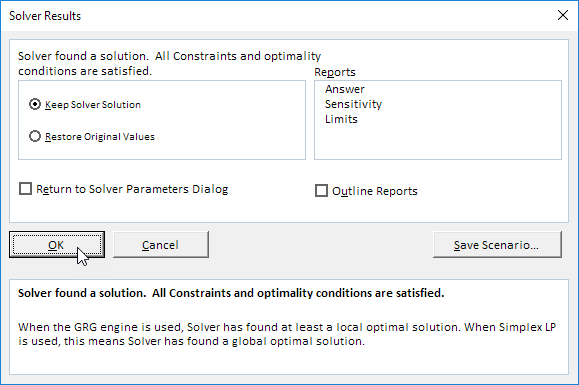 Solver Results
Solver found a solution. All Constraints and optimality
conditions are satisfied.
Keep Solver Solution
Restore Original Values
Reports
Answer
Sensitivity
Limits
Return to Solver Parameters Dialog
Outline Reports
OK
Cancel
Save Scenario...
Solver found a solution. All Constraints and optimality conditions are satisfied.
When the GRG engine is used, Solver has found at least a local optimal solution. When Simplex LP
is used, this means Solver has found a global optimal solution.